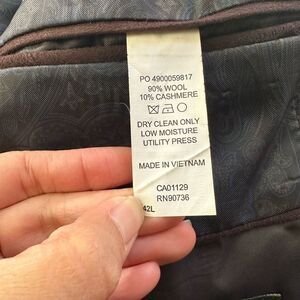 PO 4900059817
90% WOOL
10% CASHMERE
DRY CLEAN ONLY
LOW MOISTURE
UTILITY PRESS
MADE IN VIETNAM
CA01129
RN90736
42L